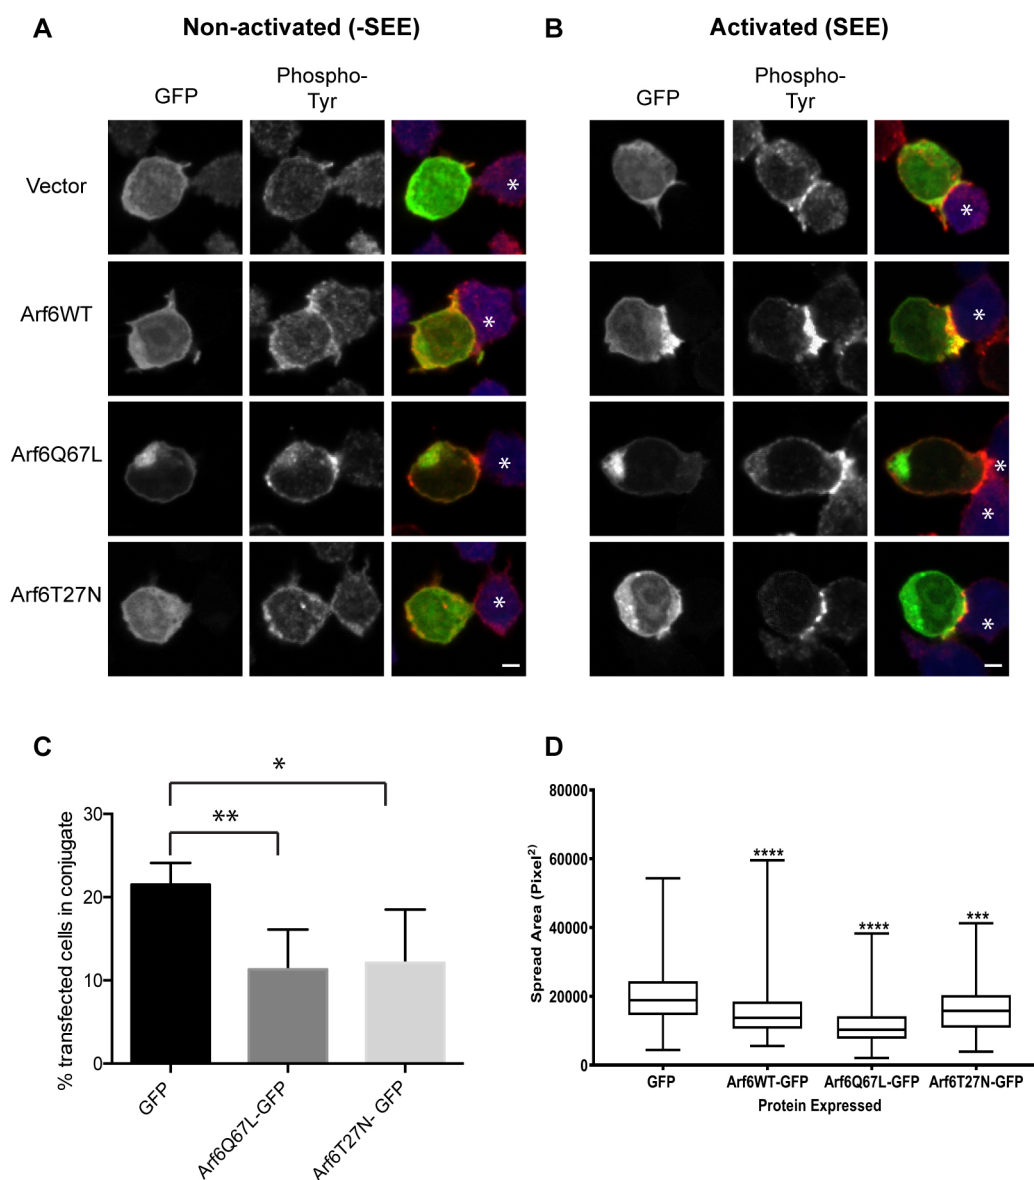 A
Non-activated (-SEE)
GFP
Phospho-
Tyr
Vector
*
Arf6WT
*
Arf6Q67L
*
Arf6T27N
*
B
Activated (SEE)
GFP
Phospho-
Tyr
*
*
*
*
*
C
% transfected cells in conjugate
30
20
10
0
*
**
GFP
Arf6Q67L-GFP
Arf6T27N- GFP
D
Spread Area (Pixel²)
80000
60000
40000
20000
0
****
****
***
GFP
Arf6WT-GFP
Arf6Q67L-GFP
Arf6T27N-GFP
Protein Expressed